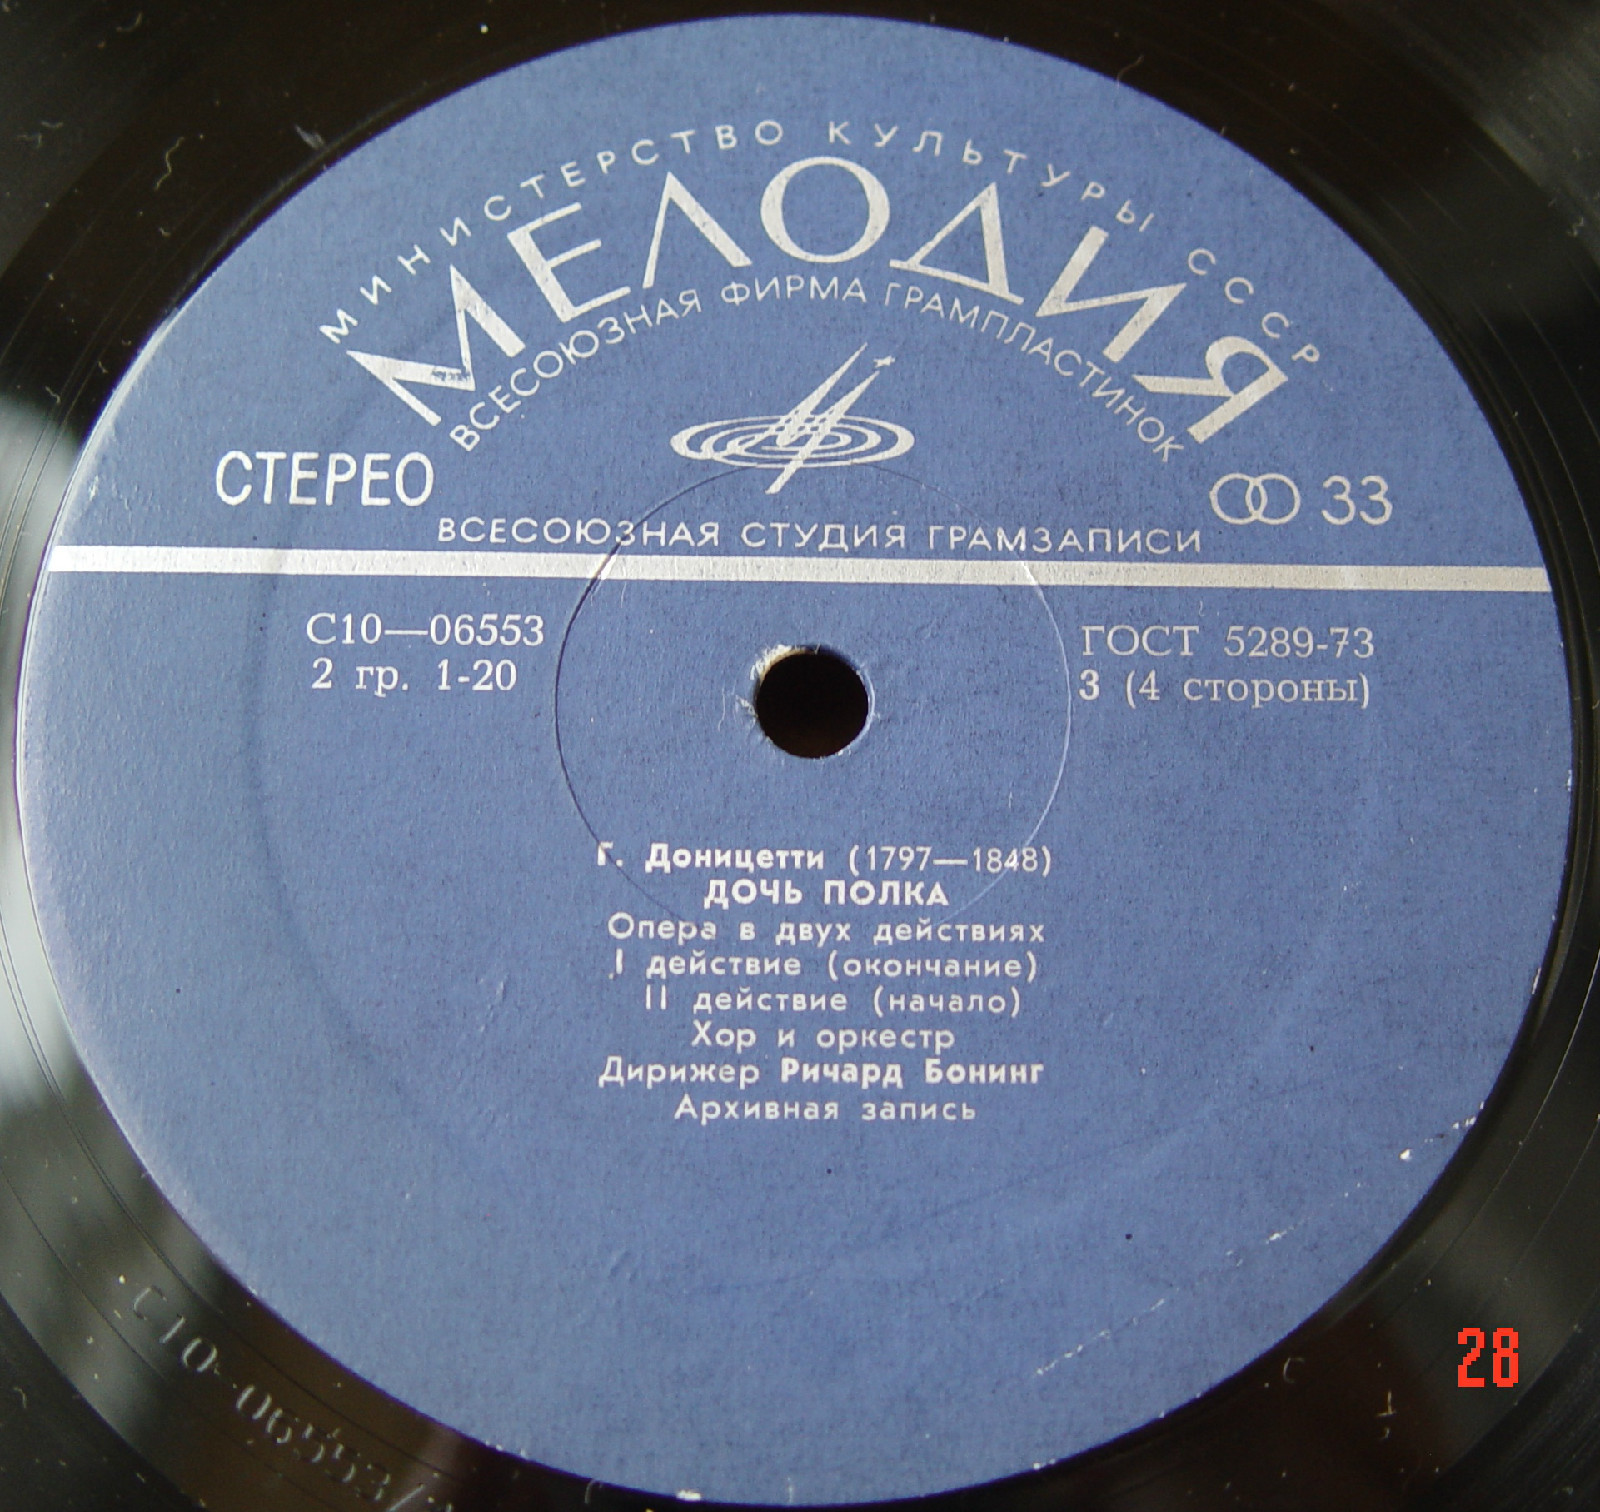 МИНИСТЕРСТВО КУЛЬТУРЫ СССР
МЕЛОДИЯ
ВСЕСОЮЗНАЯ ФИРМА ГРАМПЛАСТИНОК
СТЕРЕО
33
ВСЕСОЮЗНАЯ СТУДИЯ ГРАМЗАПИСИ
С10—06553
ГОСТ 5289-73
2 гр. 1-20
3 (4 стороны)
Г. Доницетти (1797—1848)
ДОЧЬ ПОЛКА
Опера в двух действиях
I действие (окончание)
II действие (начало)
Хор и оркестр
Дирижер Ричард Бонинг
Архивная запись
С10-06553/
28